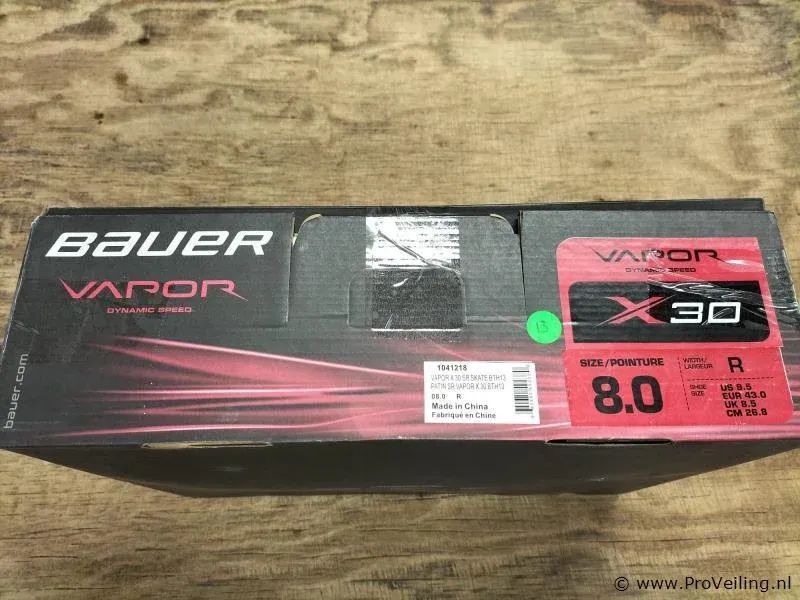 BAUER
VAPOR
DYNAMIC SPEED
bauer.com
13
1041218
VAPOR X 30 SR SKATE BTH13
PATIN SR VAPOR X 30 BTH13
08.0 R
Made in China
Fabriqué en Chine
VAPOR
DYNAMIC SPEED
X30
SIZE/POINTURE
8.0
WIDTH/
LARGEUR
R
SHOE
SIZE
US 9.5
EUR 43.0
UK 8.5
CM 26.8
© www.ProVeiling.nl